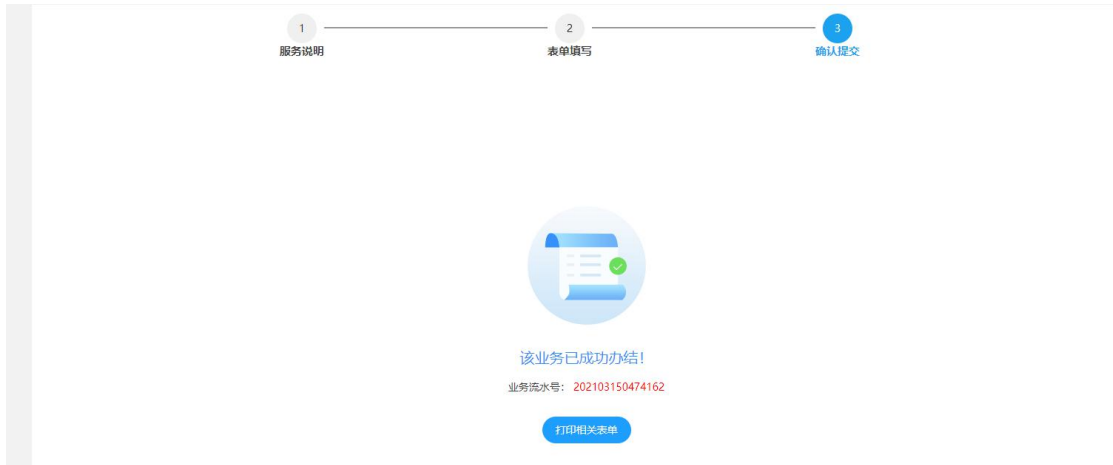 1 2 3
服务说明 表单填写 确认提交
该业务已成功办结!
业务流水号: 202103150474162
打印相关表单